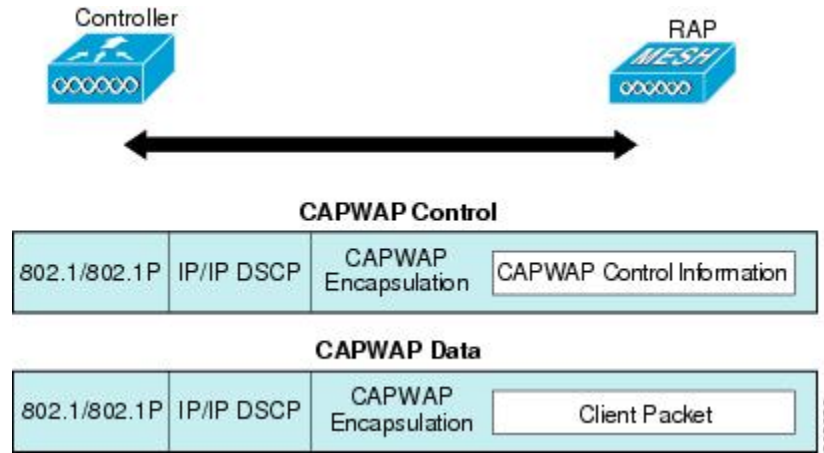 Controller
RAP
MESH
CAPWAP Control
802.1/802.1P IP/IP DSCP CAPWAP Encapsulation CAPWAP Control Information
CAPWAP Data
802.1/802.1P IP/IP DSCP CAPWAP Encapsulation Client Packet